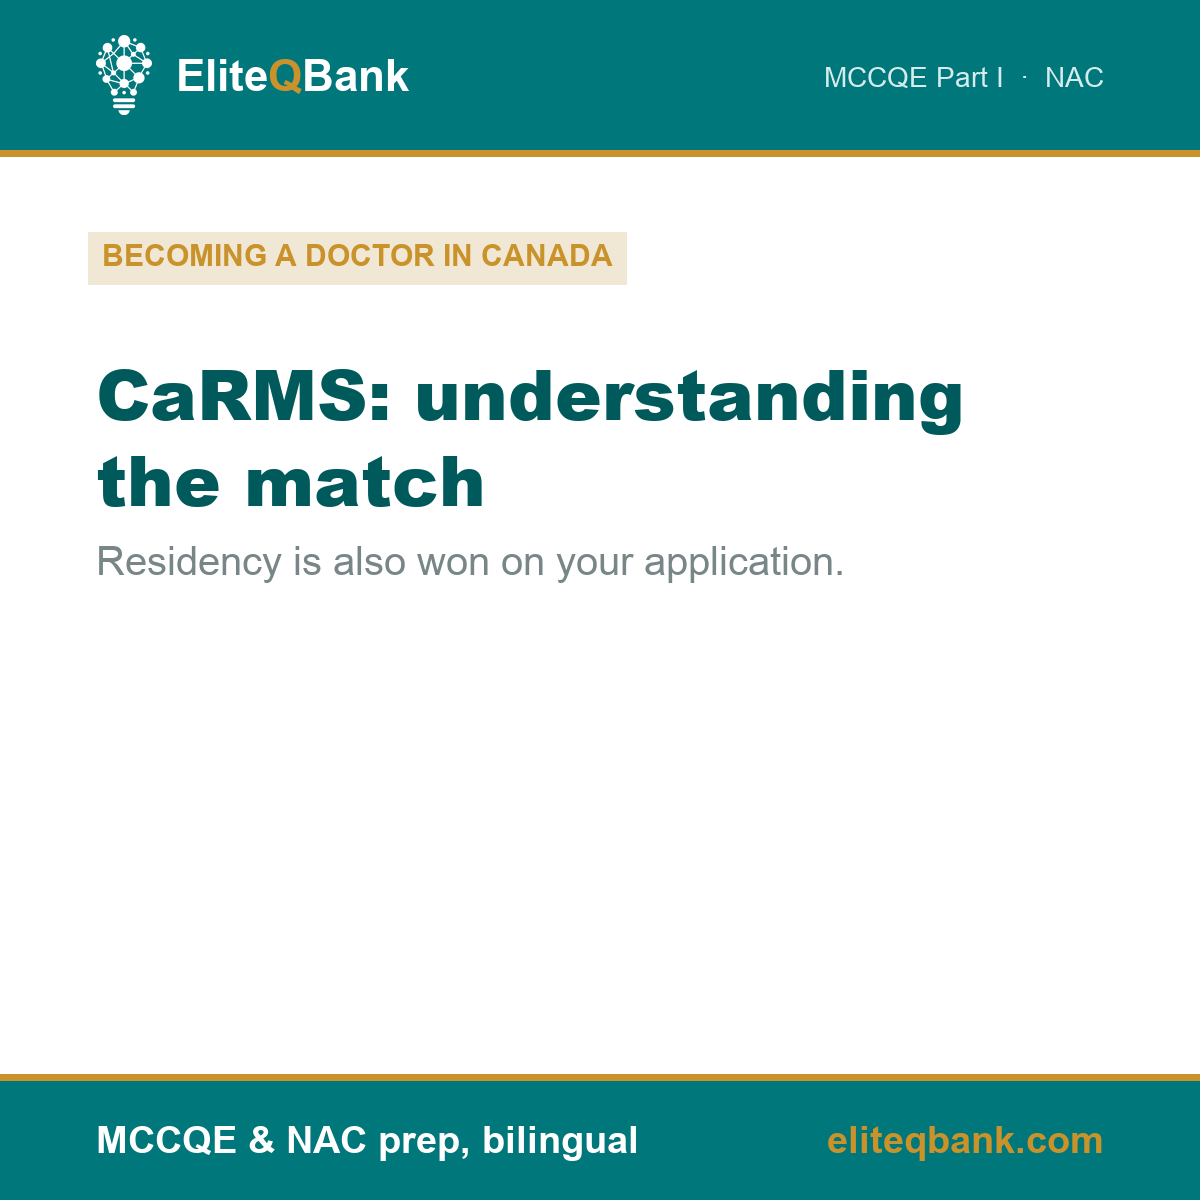 EliteQBank
MCCQE Part I · NAC
BECOMING A DOCTOR IN CANADA
CaRMS: understanding
the match
Residency is also won on your application.
MCCQE & NAC prep, bilingual
eliteqbank.com